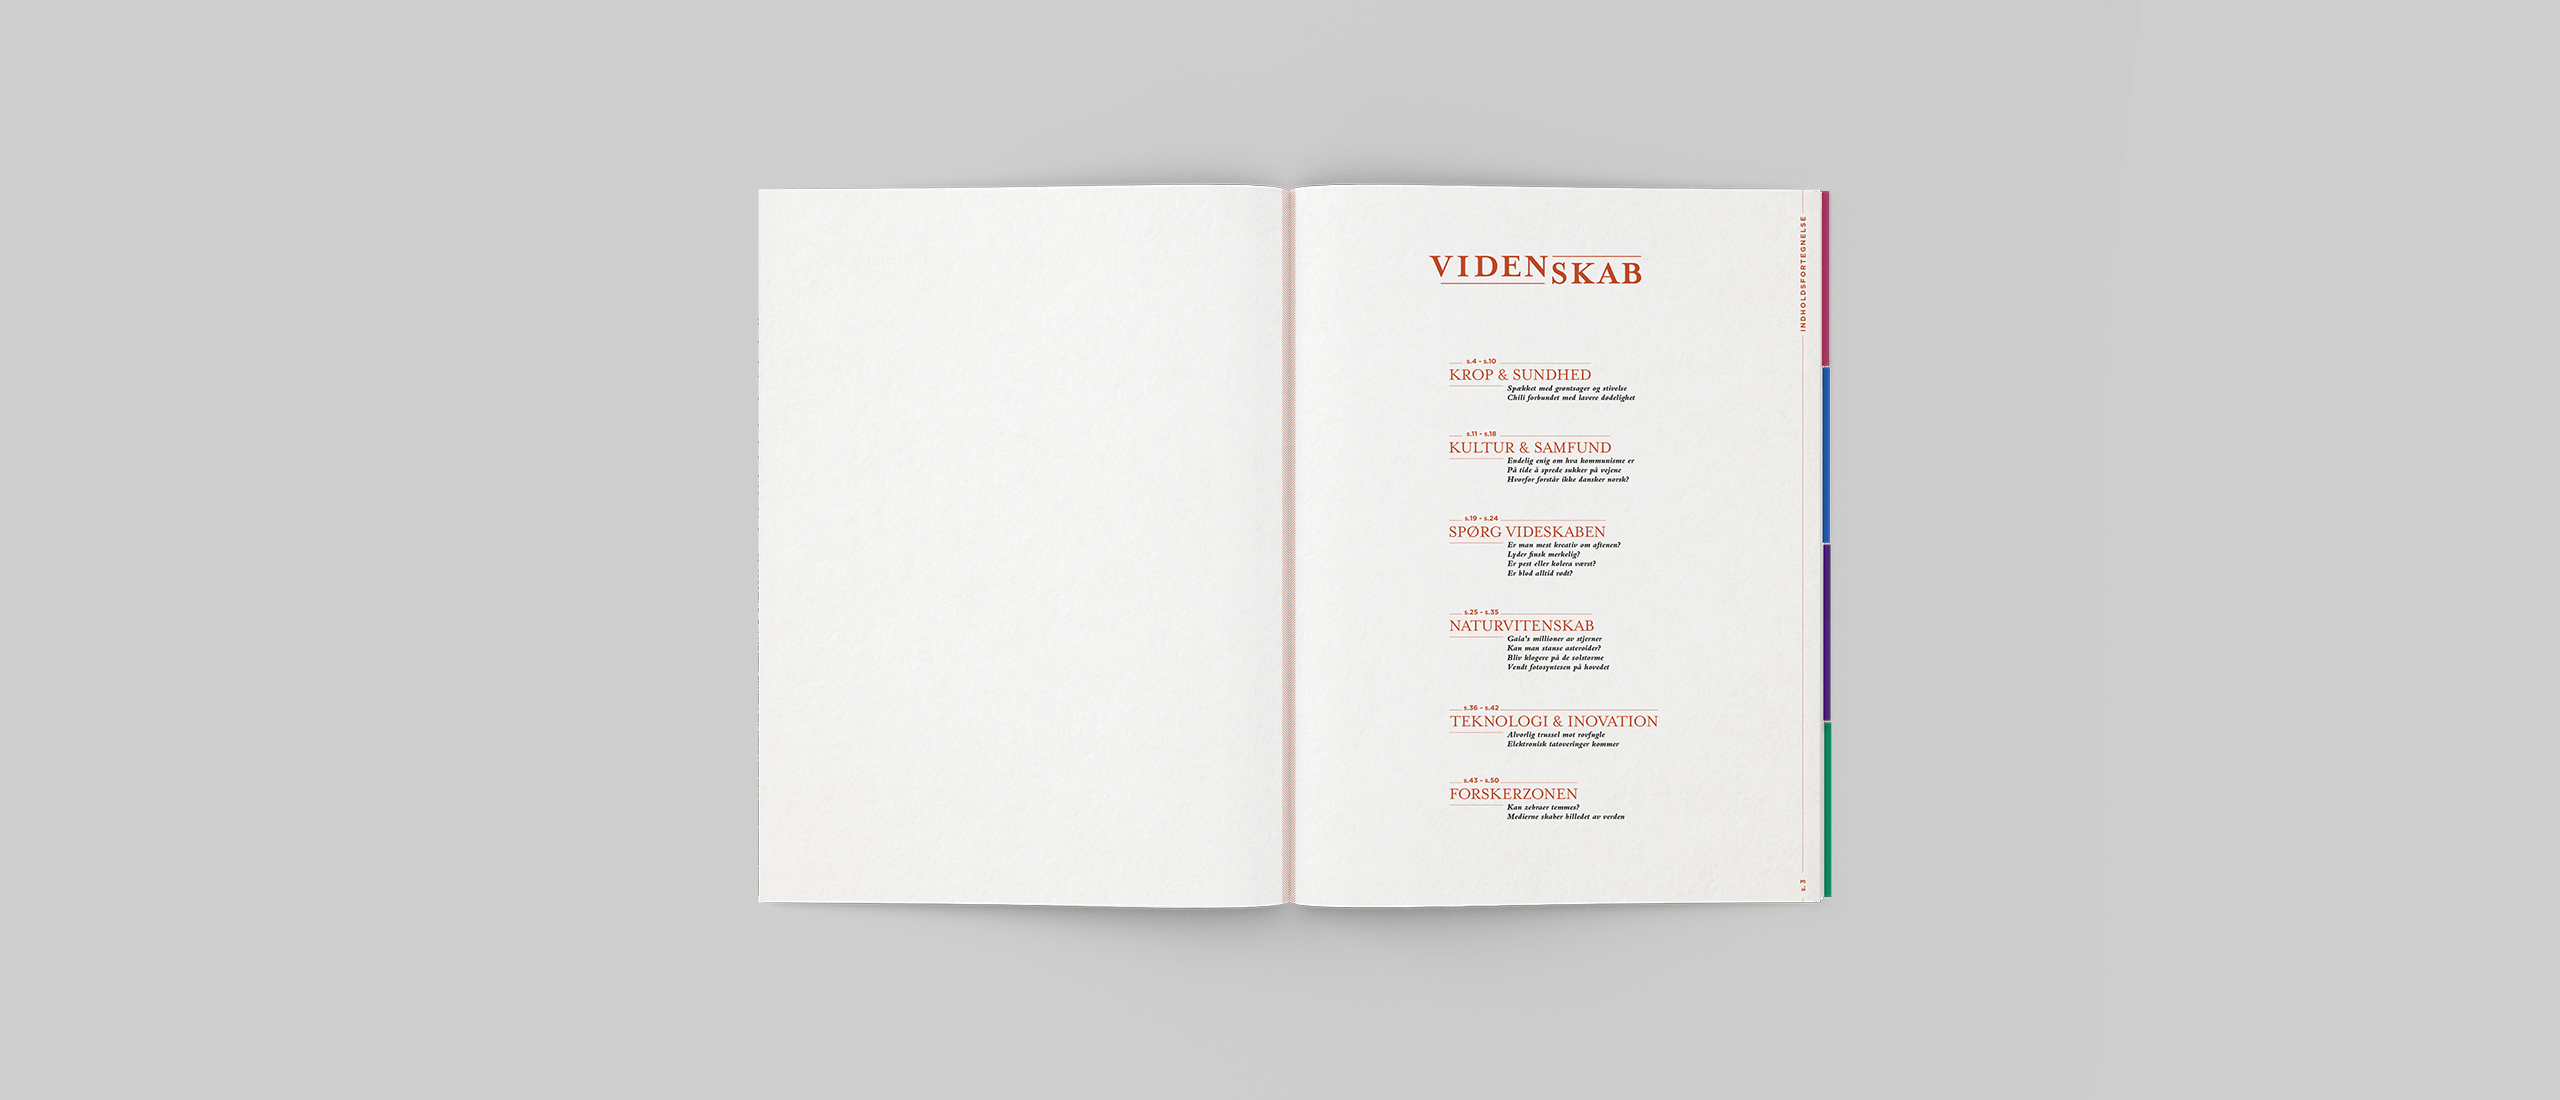 VIDENSKAB
INDHOLDSFORTEGNELSE
s.4 - s.10
KROP & SUNDHED
Spækket med grøntsager og stivelse
Chili forbundet med lavere dødelighet
s.11 - s.18
KULTUR & SAMFUND
Endelig enig om hva kommunisme er
På tide å sprede sukker på vejene
Hvorfor forstår ikke dansker norsk?
s.19 - s.24
SPØRG VIDESKABEN
Er man mest kreativ om aftenen?
Lyder finsk merkelig?
Er pest eller kolera værst?
Er blod alltid rødt?
s.25 - s.35
NATURVITENSKAB
Gaia's millioner av stjerner
Kan man stanse asteroider?
Bliv klogere på de solstorme
Vendt fotosyntesen på hovedet
s.36 - s.42
TEKNOLOGI & INOVATION
Alvorlig trussel mot rovfugle
Elektronisk tatoveringer kommer
s.43 - s.50
FORSKERZONEN
Kan zebraer temmes?
Medierne skaber billedet av verden
s. 3